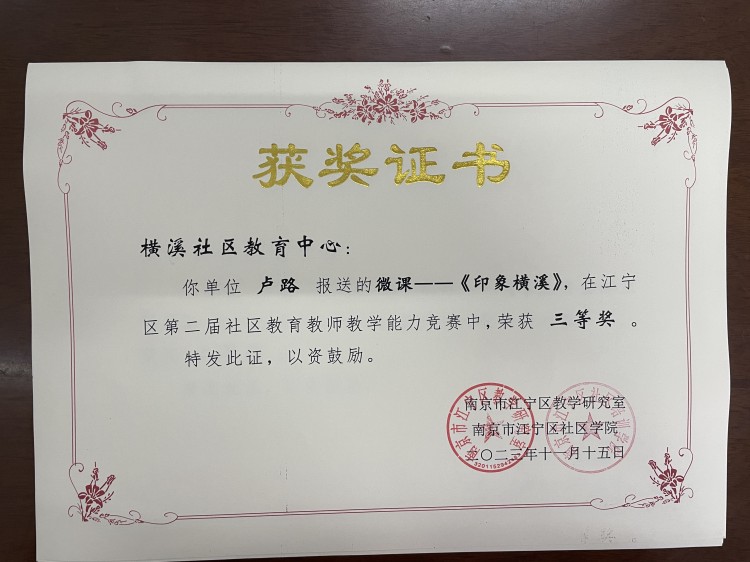 获奖证书
横溪社区教育中心：
你单位 卢路 报送的微课——《印象横溪》，在江宁
区第二届社区教育教师教学能力竞赛中，荣获 三等奖 。
特发此证，以资鼓励。
南京市江宁区教学研究室
南京市江宁区社区学院
二〇二三年十一月十五日